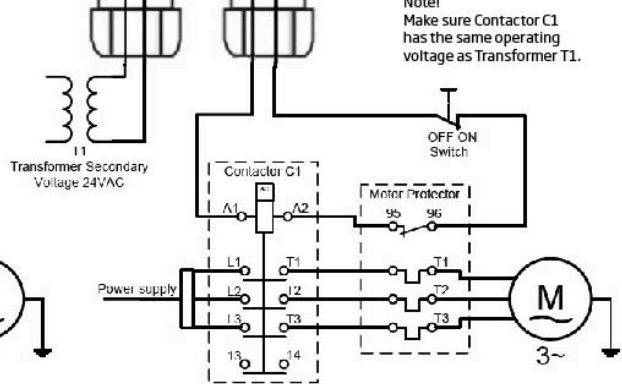 Note!
Make sure Contactor C1
has the same operating
voltage as Transformer T1.
T1
Transformer Secondary
Voltage 24VAC
OFF ON
Switch
Contactor C1
Motor Protector
A1
A2
95
96
L1
T1
T1
Power supply
L2
T2
T2
L3
T3
T3
M
3~
13
14